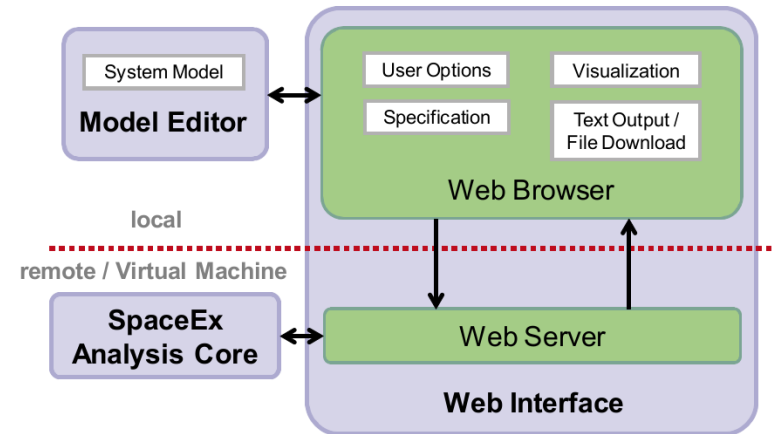 System Model
Model Editor
User Options
Visualization
Specification
Text Output /
File Download
Web Browser
local
remote / Virtual Machine
SpaceEx
Analysis Core
Web Server
Web Interface